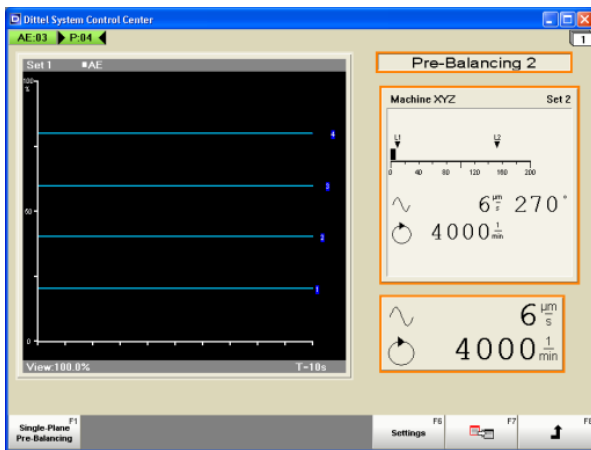 Dittel System Control Center
AE:03 P:04
1
Set 1 ■AE
Pre-Balancing 2
100
%
50
0
4
3
2
1
View:100.0% T-10s
Machine XYZ Set 2
L1 L2
0 40 80 120 160 200
6 µm/s 270°
4000 1/min
6 µm/s
4000 1/min
F1
Single-Plane
Pre-Balancing
F6
Settings
F7
F8